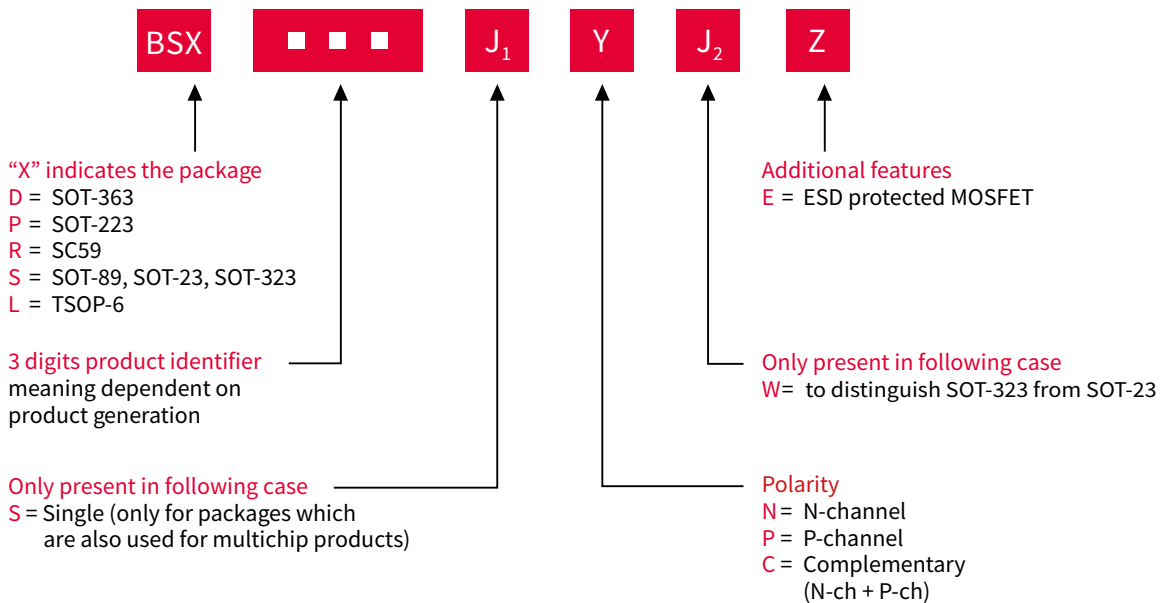 BSX J₁ Y J₂ Z
“X” indicates the package
D = SOT-363
P = SOT-223
R = SC59
S = SOT-89, SOT-23, SOT-323
L = TSOP-6
3 digits product identifier
meaning dependent on
product generation
Only present in following case
S = Single (only for packages which
are also used for multichip products)
Additional features
E = ESD protected MOSFET
Only present in following case
W= to distinguish SOT-323 from SOT-23
Polarity
N = N-channel
P = P-channel
C = Complementary
(N-ch + P-ch)